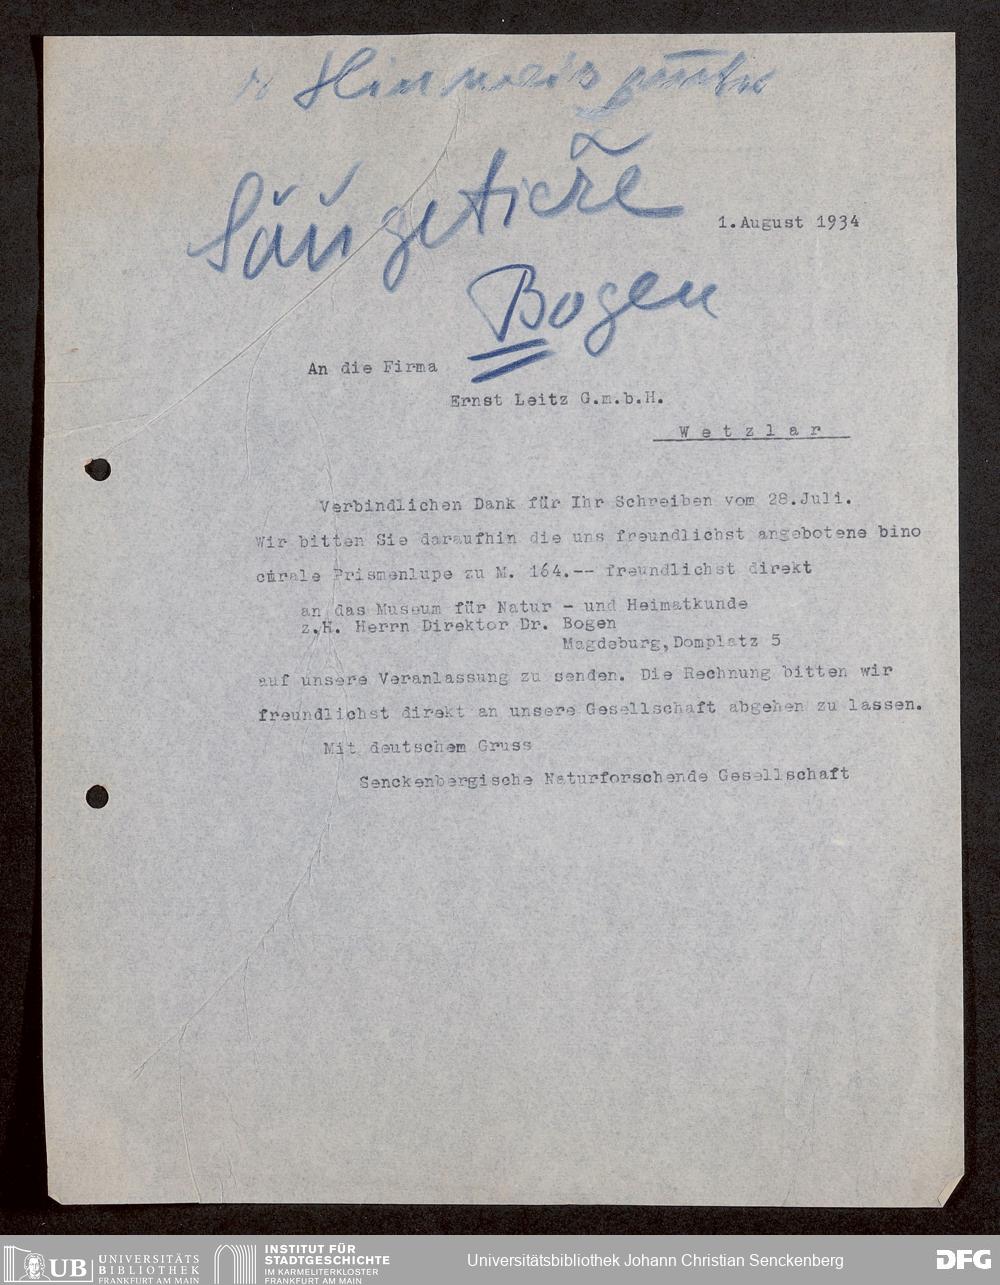 Hinweis
Säugetiere
1.August 1934
Bogen
An die Firma
Ernst Leitz G.m.b.H.
W e t z l a r
Verbindlichen Dank für Ihr Schreiben vom 28.Juli.
Wir bitten Sie daraufhin die uns freundlichst angebotene bino
curale Prismenlupe zu M. 164.-- freundlichst direkt
an das Museum für Natur - und Heimatkunde
z.H. Herrn Direktor Dr. Bogen
Magdeburg,Domplatz 5
auf unsere Veranlassung zu senden. Die Rechnung bitten wir
freundlichst direkt an unsere Gesellschaft abgehen zu lassen.
Mit deutschem Gruss
Senckenbergische Naturforschende Gesellschaft
UB UNIVERSITÄTS
BIBLIOTHEK
FRANKFURT AM MAIN
INSTITUT FÜR
STADTGESCHICHTE
IM KARMELITERKLOSTER
FRANKFURT AM MAIN
Universitätsbibliothek Johann Christian Senckenberg
DFG